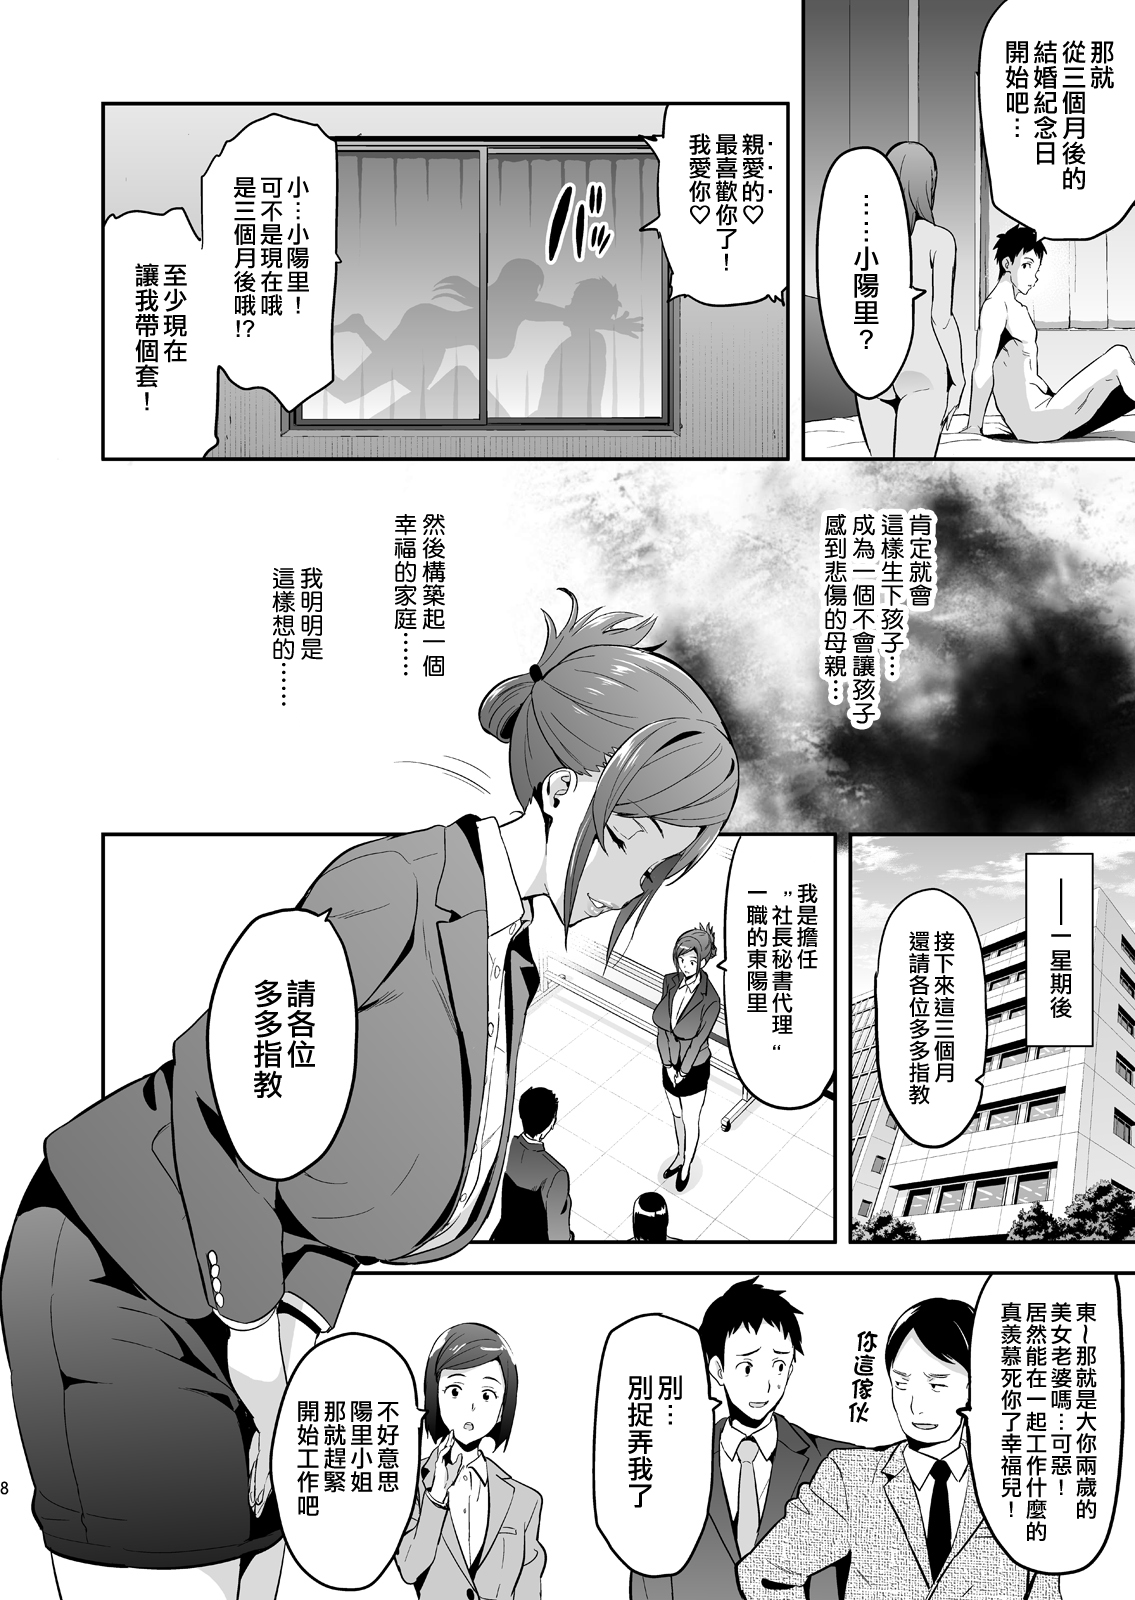 那就
從三個月後的
結婚紀念日
開始吧…
……小陽里？
親愛的♡
最喜歡你了！
我愛你♡
小…小陽里！
可不是現在哦
是三個月後哦!?
至少現在
讓我帶個套！
肯定就會
這樣生下孩子…
成為一個不會讓孩子
感到悲傷的母親…
然後構築起一個
幸福的家庭……
我明明是
這樣想的……
——一星期後
接下來這三個月
還請各位多多指教
我是擔任
〞社長秘書代理〝
一職的東陽里
請各位
多多指教
東~那就是大你兩歲的
美女老婆嗎…可惡！
居然能在一起工作什麼的
真羨慕死你了幸福兒！
你這傢伙
別…
別捉弄我了
不好意思
陽里小姐
那就趕緊
開始工作吧
8